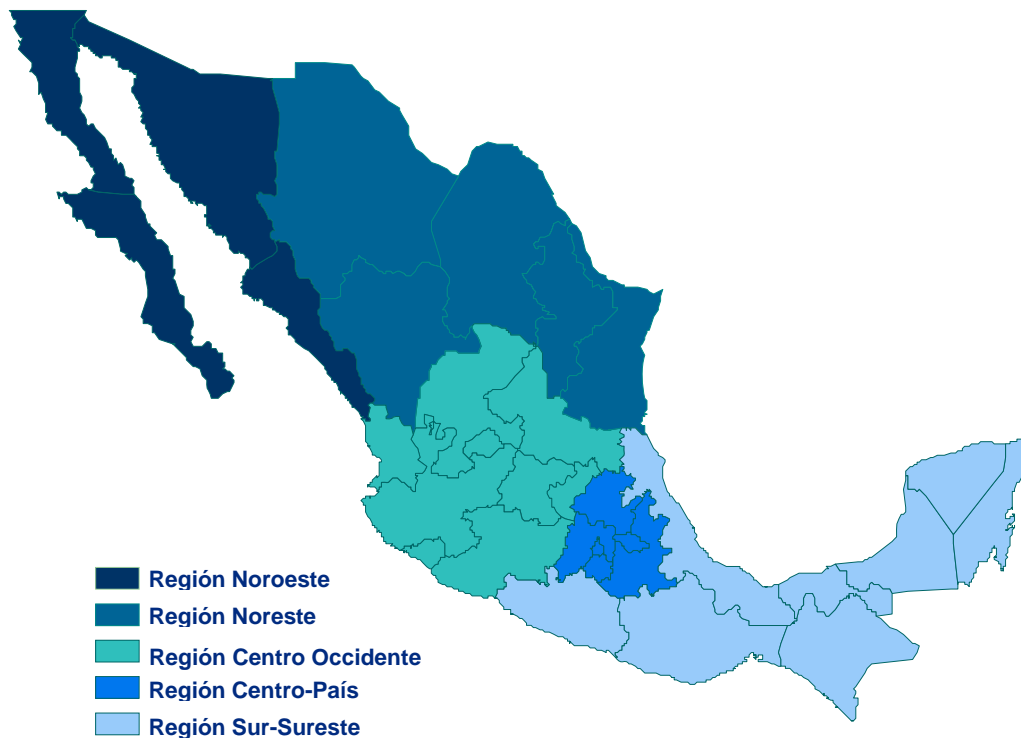 Región Noroeste
Región Noreste
Región Centro Occidente
Región Centro-País
Región Sur-Sureste